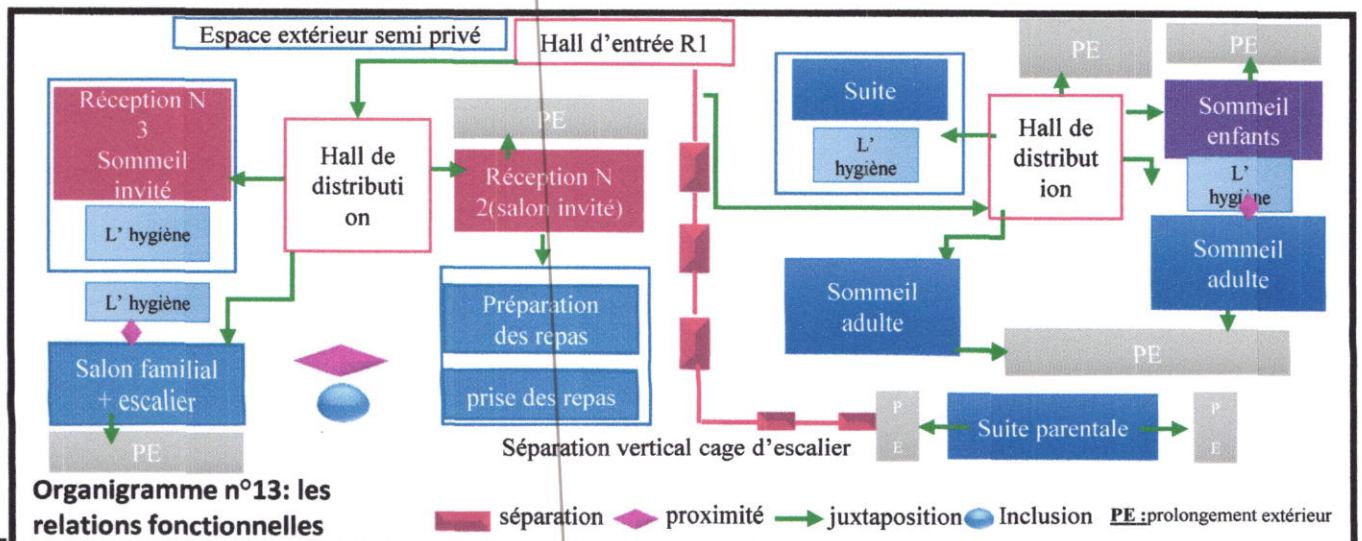 Espace extérieur semi privé
Hall d'entrée R1
Réception N
3
Sommeil
invité
L' hygiène
Hall de
distributi
on
PE
Réception N
2(salon invité)
Préparation
des repas
prise des repas
L' hygiène
Salon familial
+ escalier
PE
Suite
L'
hygiène
PE
Hall de
distribut
ion
PE
Sommeil
enfants
L'
hygiène
Sommeil
adulte
Sommeil
adulte
PE
P
E
Suite parentale
P
E
Séparation vertical cage d'escalier
Organigramme n°13: les
relations fonctionnelles
séparation
proximité
juxtaposition
Inclusion
PE :prolongement extérieur